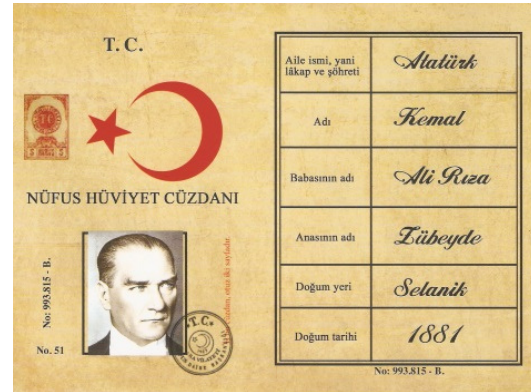 T. C.
NÜFUS HÜVİYET CÜZDANI
No: 993.815 - B.
No. 51
T.C.
Aile ismi, yani
lâkap ve şöhreti
Atatürk
Adı
Kemal
Babasının adı
Ali Rıza
Anasının adı
Zübeyde
Doğum yeri
Selanik
Doğum tarihi
1881
No: 993.815 - B.